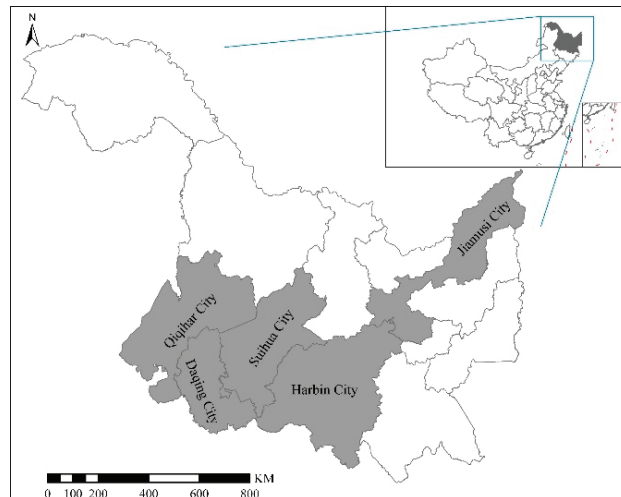 N
Jiamusi City
Qiqihar City
Suihua City
Daqing City
Harbin City
KM
0 100 200 400 600 800